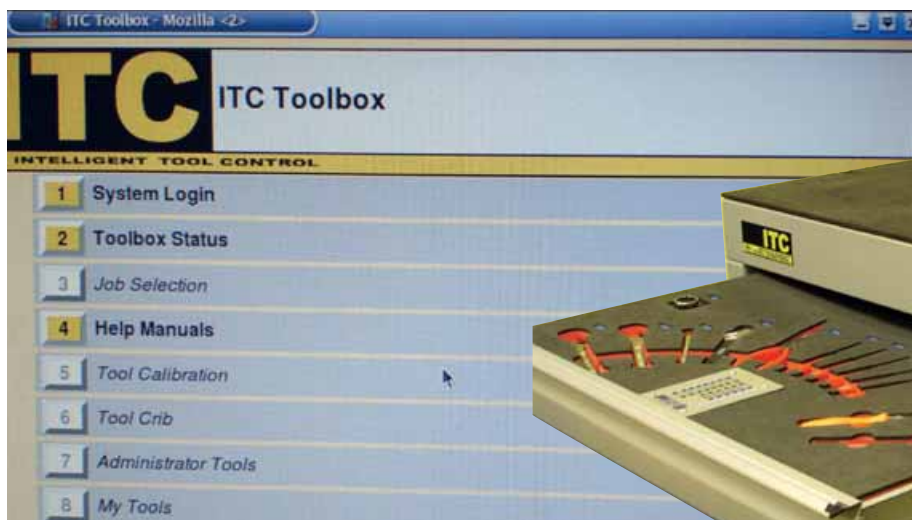 ITC Toolbox - Mozilla <2>
ITC
ITC Toolbox
INTELLIGENT TOOL CONTROL
1 System Login
2 Toolbox Status
3 Job Selection
4 Help Manuals
5 Tool Calibration
6 Tool Crib
7 Administrator Tools
8 My Tools
ITC